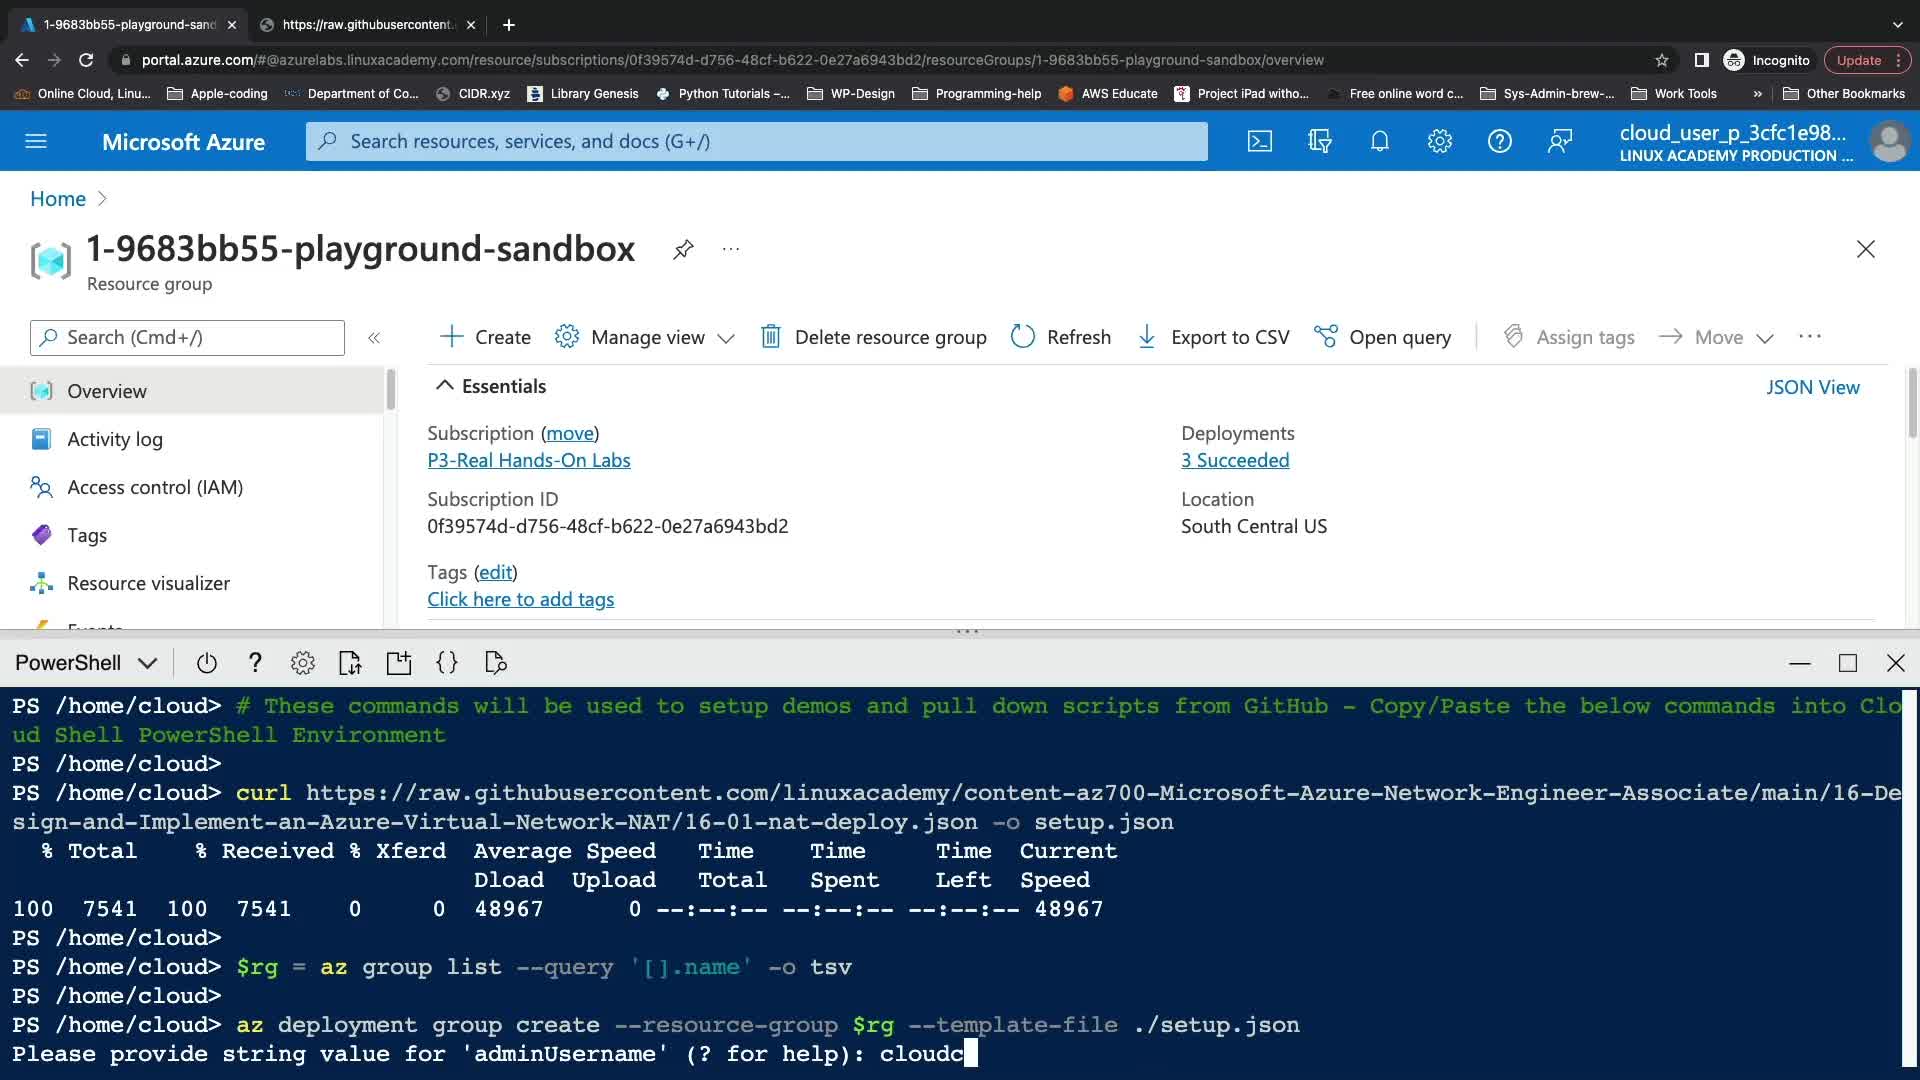 1-9683bb55-playground-sand
https://raw.githubusercontent.
portal.azure.com/#@azurelabs.linuxacademy.com/resource/subscriptions/0f39574d-d756-48cf-b622-0e27a6943bd2/resourceGroups/1-9683bb55-playground-sandbox/overview
Incognito
Update
Online Cloud, Linu...
Apple-coding
Department of Co...
CIDR.xyz
Library Genesis
Python Tutorials –...
WP-Design
Programming-help
AWS Educate
Project iPad witho...
Free online word c...
Sys-Admin-brew-...
Work Tools
»
Other Bookmarks
Microsoft Azure
Search resources, services, and docs (G+/)
cloud_user_p_3cfc1e98...
LINUX ACADEMY PRODUCTION ...
Home >
1-9683bb55-playground-sandbox
...
Resource group
Search (Cmd+/)
«
Create
Manage view
Delete resource group
Refresh
Export to CSV
Open query
Assign tags
Move
...
Overview
Activity log
Access control (IAM)
Tags
Resource visualizer
Events
Essentials
JSON View
Subscription (move)
P3-Real Hands-On Labs
Subscription ID
0f39574d-d756-48cf-b622-0e27a6943bd2
Tags (edit)
Click here to add tags
Deployments
3 Succeeded
Location
South Central US
PowerShell
?
{}
PS /home/cloud> # These commands will be used to setup demos and pull down scripts from GitHub - Copy/Paste the below commands into Clo
ud Shell PowerShell Environment
PS /home/cloud>
PS /home/cloud> curl https://raw.githubusercontent.com/linuxacademy/content-az700-Microsoft-Azure-Network-Engineer-Associate/main/16-De
sign-and-Implement-an-Azure-Virtual-Network-NAT/16-01-nat-deploy.json -o setup.json
% Total % Received % Xferd Average Speed Time Time Time Current
Dload Upload Total Spent Left Speed
100 7541 100 7541 0 0 48967 0 --:--:-- --:--:-- --:--:-- 48967
PS /home/cloud>
PS /home/cloud> $rg = az group list --query '[].name' -o tsv
PS /home/cloud>
PS /home/cloud> az deployment group create --resource-group $rg --template-file ./setup.json
Please provide string value for 'adminUsername' (? for help): cloudc